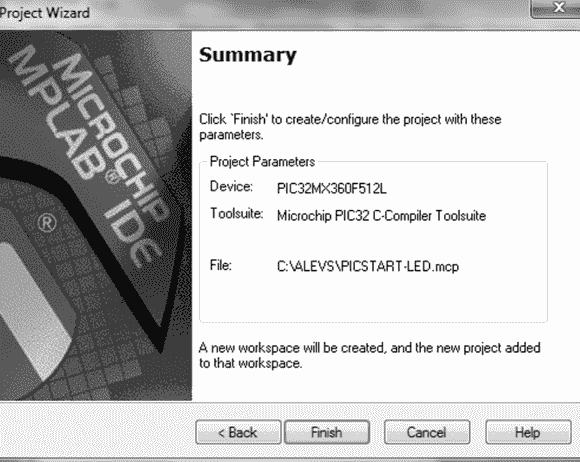 Project Wizard
MICROCHIP
MPLAB® IDE
®
Summary
Click 'Finish' to create/configure the project with these
parameters.
Project Parameters
Device: PIC32MX360F512L
Toolsuite: Microchip PIC32 C-Compiler Toolsuite
File: C:\ALEVS\PICSTART-LED.mcp
A new workspace will be created, and the new project added
to that workspace.
< Back Finish Cancel Help